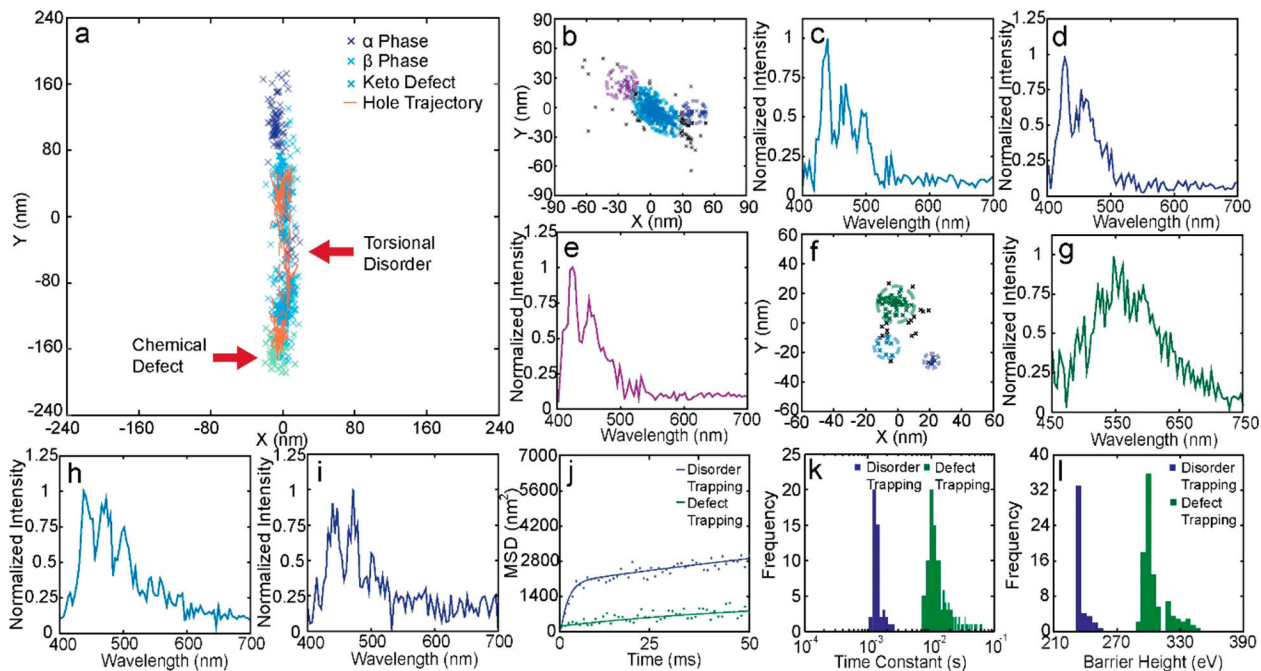 a
α Phase
β Phase
Keto Defect
Hole Trajectory
Torsional
Disorder
Chemical
Defect
240
160
80
0
-80
-160
-240
Y (nm)
-240
-160
-80
0
80
160
240
X (nm)
b
90
60
30
0
-30
-60
-90
Y (nm)
-90
-60
-30
0
30
60
90
X (nm)
c
1.25
1
0.75
0.5
0.25
0
Normalized Intensity
400
500
600
700
Wavelength (nm)
d
1.25
1
0.75
0.5
0.25
0
Normalized Intensity
400
500
600
700
Wavelength (nm)
e
1.25
1
0.75
0.5
0.25
0
Normalized Intensity
400
500
600
700
Wavelength (nm)
f
60
40
20
0
-20
-40
-60
Y (nm)
-60
-40
-20
0
20
40
60
X (nm)
g
1.25
1
0.75
0.5
0.25
0
Normalized Intensity
450
550
650
750
Wavelength (nm)
h
1.25
1
0.75
0.5
0.25
0
Normalized Intensity
400
500
600
700
Wavelength (nm)
i
1.25
1
0.75
0.5
0.25
0
Normalized Intensity
400
500
600
700
Wavelength (nm)
j
Disorder
Trapping
Defect
Trapping
7000
5600
4200
2800
1400
0
MSD (nm²)
0
25
50
Time (ms)
k
Disorder
Trapping
Defect
Trapping
25
20
15
10
5
0
Frequency
10⁻⁴
10⁻³
10⁻²
10⁻¹
Time Constant (s)
l
Disorder
Trapping
Defect
Trapping
40
32
24
16
8
0
Frequency
210
270
330
390
Barrier Height (eV)